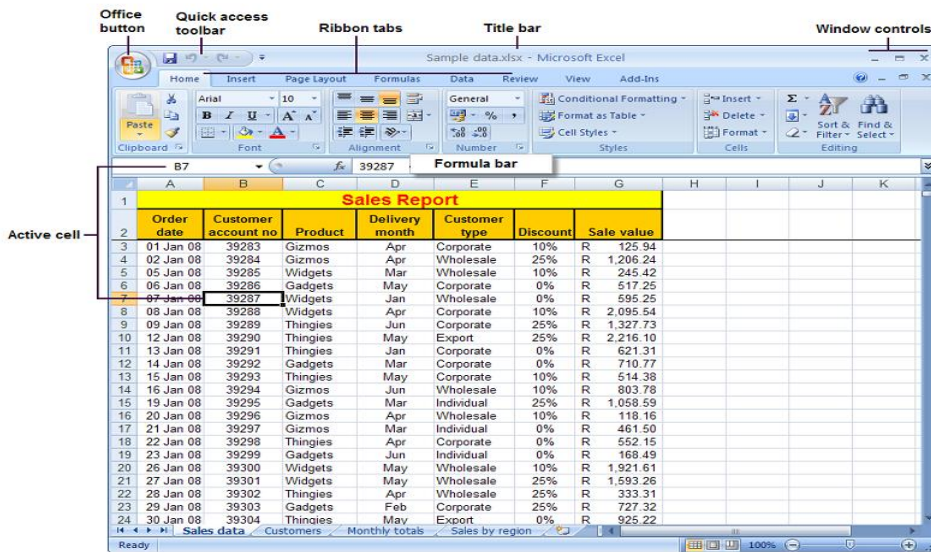 Office button
Quick access toolbar
Ribbon tabs
Title bar
Window controls
Sample data.xlsx - Microsoft Excel
Home Insert Page Layout Formulas Data Review View Add-Ins
Arial 10 General Conditional Formatting Insert Σ
Paste B I U A A % , Format as Table Delete Sort & Filter Find & Select
A Cell Styles Format
Clipboard Font Alignment Number Styles Cells Editing
B7 fx 39287 Formula bar
Active cell
A B C D E F G H I J K
1 Sales Report
2 Order date Customer account no Product Delivery month Customer type Discount Sale value
3 01 Jan 08 39283 Gizmos Apr Corporate 10% R 125.94
4 02 Jan 08 39284 Gizmos Apr Wholesale 25% R 1,206.24
5 05 Jan 08 39285 Widgets Mar Wholesale 10% R 245.42
6 06 Jan 08 39286 Gadgets May Corporate 0% R 517.25
7 07 Jan 08 39287 Widgets Jan Wholesale 0% R 595.25
8 08 Jan 08 39288 Widgets Apr Wholesale 10% R 2,095.54
9 09 Jan 08 39289 Thingies Jun Corporate 25% R 1,327.73
10 12 Jan 08 39290 Thingies May Export 25% R 2,216.10
11 13 Jan 08 39291 Thingies Jan Corporate 0% R 621.31
12 14 Jan 08 39292 Gadgets Mar Corporate 0% R 710.77
13 15 Jan 08 39293 Thingies May Corporate 10% R 514.38
14 16 Jan 08 39294 Gizmos Jun Wholesale 10% R 803.78
15 19 Jan 08 39295 Gadgets Mar Individual 25% R 1,058.59
16 20 Jan 08 39296 Gizmos Apr Wholesale 10% R 118.16
17 21 Jan 08 39297 Gizmos Mar Individual 0% R 461.50
18 22 Jan 08 39298 Thingies Apr Corporate 0% R 552.15
19 23 Jan 08 39299 Gadgets Jun Individual 0% R 168.49
20 26 Jan 08 39300 Widgets May Wholesale 10% R 1,921.61
21 27 Jan 08 39301 Widgets May Wholesale 25% R 1,593.26
22 28 Jan 08 39302 Thingies Apr Wholesale 25% R 333.31
23 29 Jan 08 39303 Gadgets Feb Corporate 25% R 727.32
24 30 Jan 08 39304 Thingies May Export 0% R 925.22
Sales data Customers Monthly totals Sales by region
Ready 100%